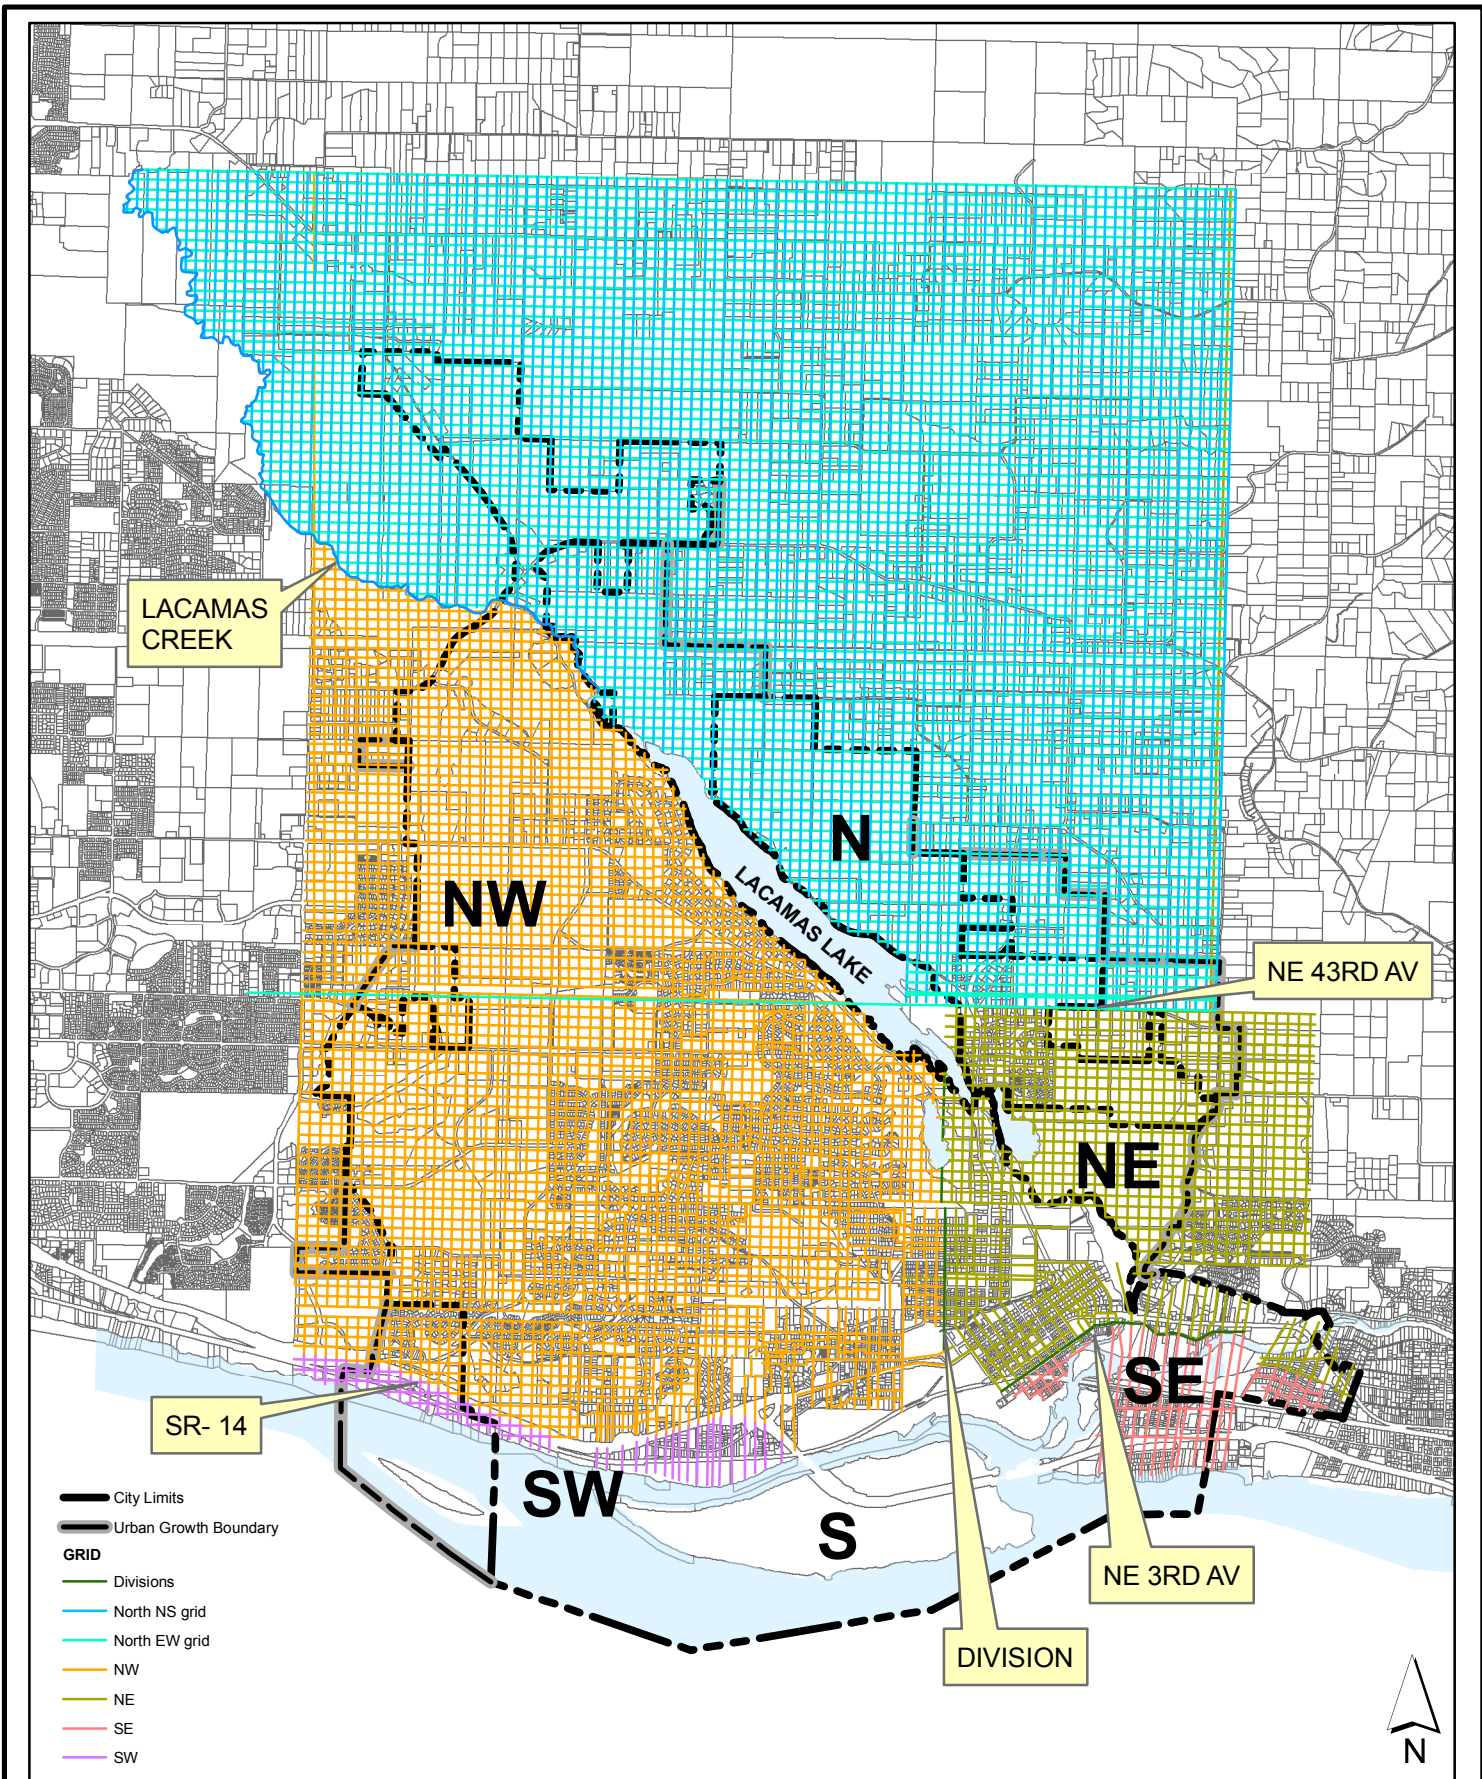 LACAMAS
CREEK
N
NW
LACAMAS LAKE
NE 43RD AV
NE
SE
SR- 14
SW
S
NE 3RD AV
DIVISION
City Limits
Urban Growth Boundary
GRID
Divisions
North NS grid
North EW grid
NW
NE
SE
SW
N